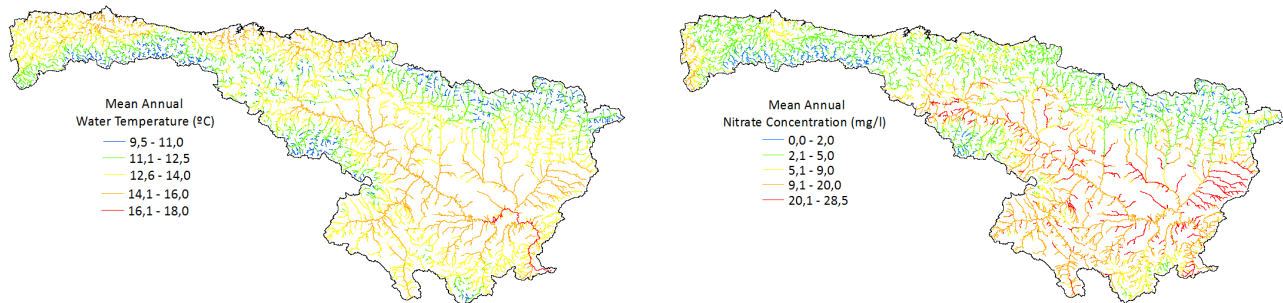 Mean Annual
Water Temperature (ºC)
9,5 - 11,0
11,1 - 12,5
12,6 - 14,0
14,1 - 16,0
16,1 - 18,0
Mean Annual
Nitrate Concentration (mg/l)
0,0 - 2,0
2,1 - 5,0
5,1 - 9,0
9,1 - 20,0
20,1 - 28,5